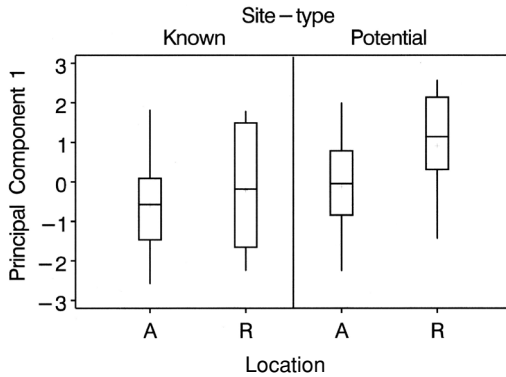 Site-type
Known Potential
Principal Component 1
3
2
1
0
-1
-2
-3
A R A R
Location